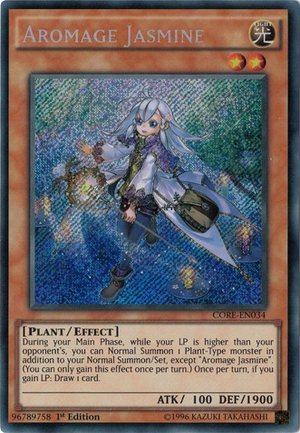 AROMAGE JASMINE
LIGHT
光
CORE-EN034
[PLANT/EFFECT]
During your Main Phase, while your LP is higher than your
opponent's, you can Normal Summon 1 Plant-Type monster in
addition to your Normal Summon/Set, except "Aromage Jasmine".
(You can only gain this effect once per turn.) Once per turn, if you
gain LP: Draw 1 card.
ATK/ 100 DEF/1900
96789758 1st Edition ©1996 KAZUKI TAKAHASHI